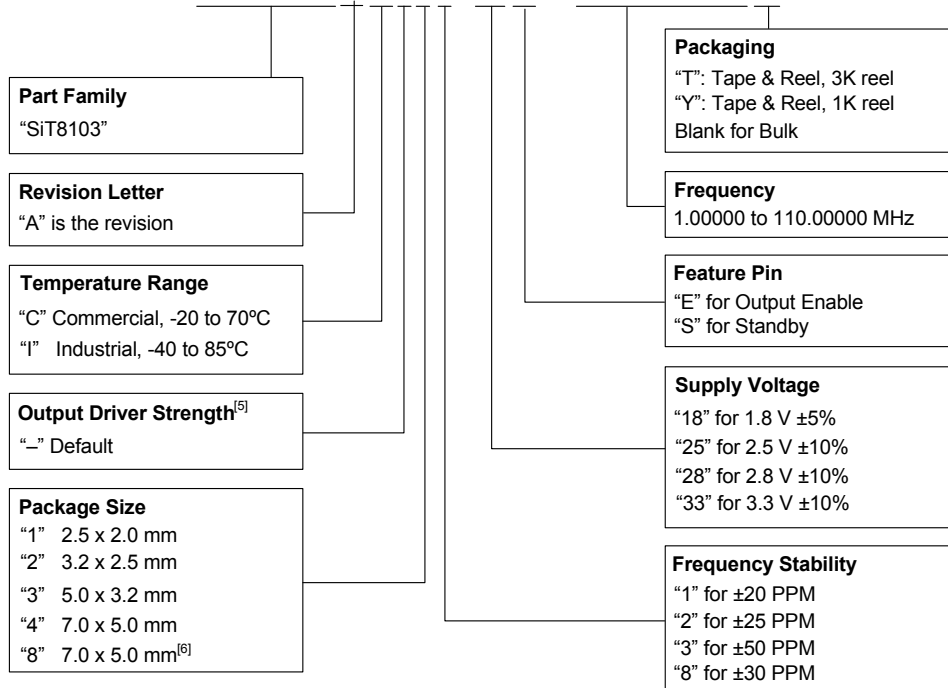 Part Family
“SiT8103”
Revision Letter
“A” is the revision
Temperature Range
“C” Commercial, -20 to 70ºC
“I” Industrial, -40 to 85ºC
Output Driver Strength[5]
“–” Default
Package Size
“1” 2.5 x 2.0 mm
“2” 3.2 x 2.5 mm
“3” 5.0 x 3.2 mm
“4” 7.0 x 5.0 mm
“8” 7.0 x 5.0 mm[6]
Packaging
“T”: Tape & Reel, 3K reel
“Y”: Tape & Reel, 1K reel
Blank for Bulk
Frequency
1.00000 to 110.00000 MHz
Feature Pin
“E” for Output Enable
“S” for Standby
Supply Voltage
“18” for 1.8 V ±5%
“25” for 2.5 V ±10%
“28” for 2.8 V ±10%
“33” for 3.3 V ±10%
Frequency Stability
“1” for ±20 PPM
“2” for ±25 PPM
“3” for ±50 PPM
“8” for ±30 PPM